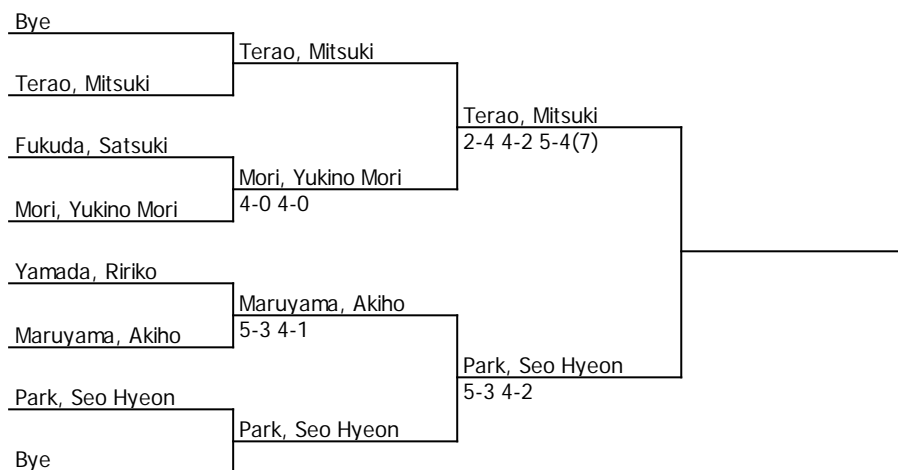 Bye
Terao, Mitsuki
Terao, Mitsuki
Terao, Mitsuki
2-4 4-2 5-4(7)
Fukuda, Satsuki
Mori, Yukino Mori
4-0 4-0
Mori, Yukino Mori
Yamada, Ririko
Maruyama, Akiho
5-3 4-1
Maruyama, Akiho
Park, Seo Hyeon
5-3 4-2
Park, Seo Hyeon
Park, Seo Hyeon
Bye